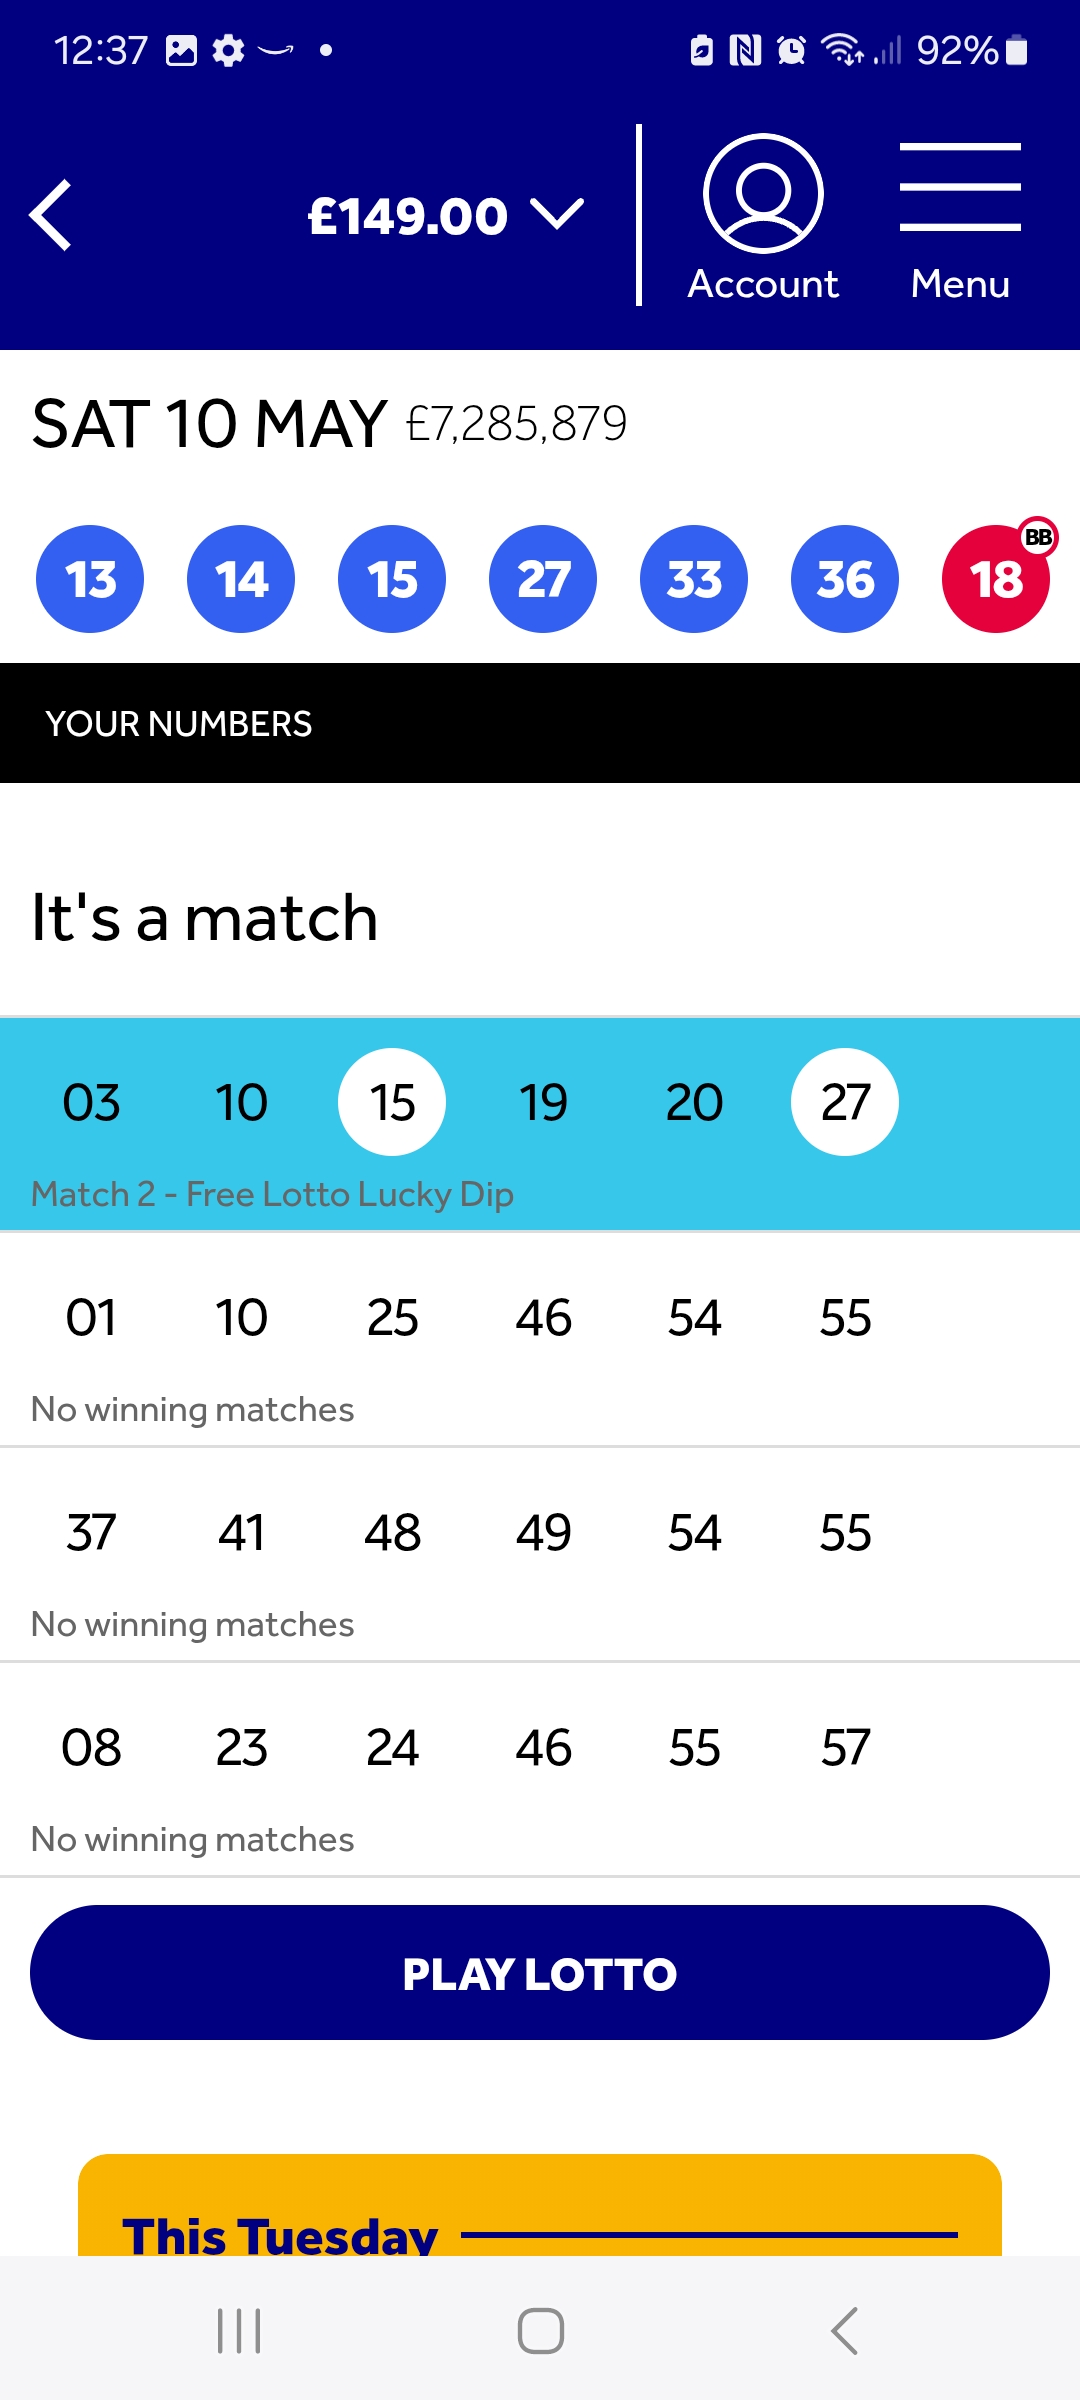 12:37 92%
£149.00
Account Menu
SAT 10 MAY £7,285,879
13 14 15 27 33 36 18 BB
YOUR NUMBERS
It's a match
03 10 15 19 20 27
Match 2 - Free Lotto Lucky Dip
01 10 25 46 54 55
No winning matches
37 41 48 49 54 55
No winning matches
08 23 24 46 55 57
No winning matches
PLAY LOTTO
This Tuesday